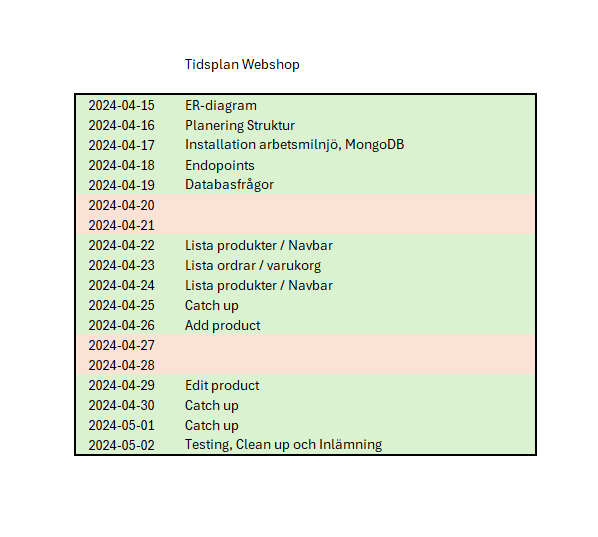 Tidsplan Webshop
2024-04-15 ER-diagram
2024-04-16 Planering Struktur
2024-04-17 Installation arbetsmilnjö, MongoDB
2024-04-18 Endopoints
2024-04-19 Databasfrågor
2024-04-20
2024-04-21
2024-04-22 Lista produkter / Navbar
2024-04-23 Lista ordrar / varukorg
2024-04-24 Lista produkter / Navbar
2024-04-25 Catch up
2024-04-26 Add product
2024-04-27
2024-04-28
2024-04-29 Edit product
2024-04-30 Catch up
2024-05-01 Catch up
2024-05-02 Testing, Clean up och Inlämning